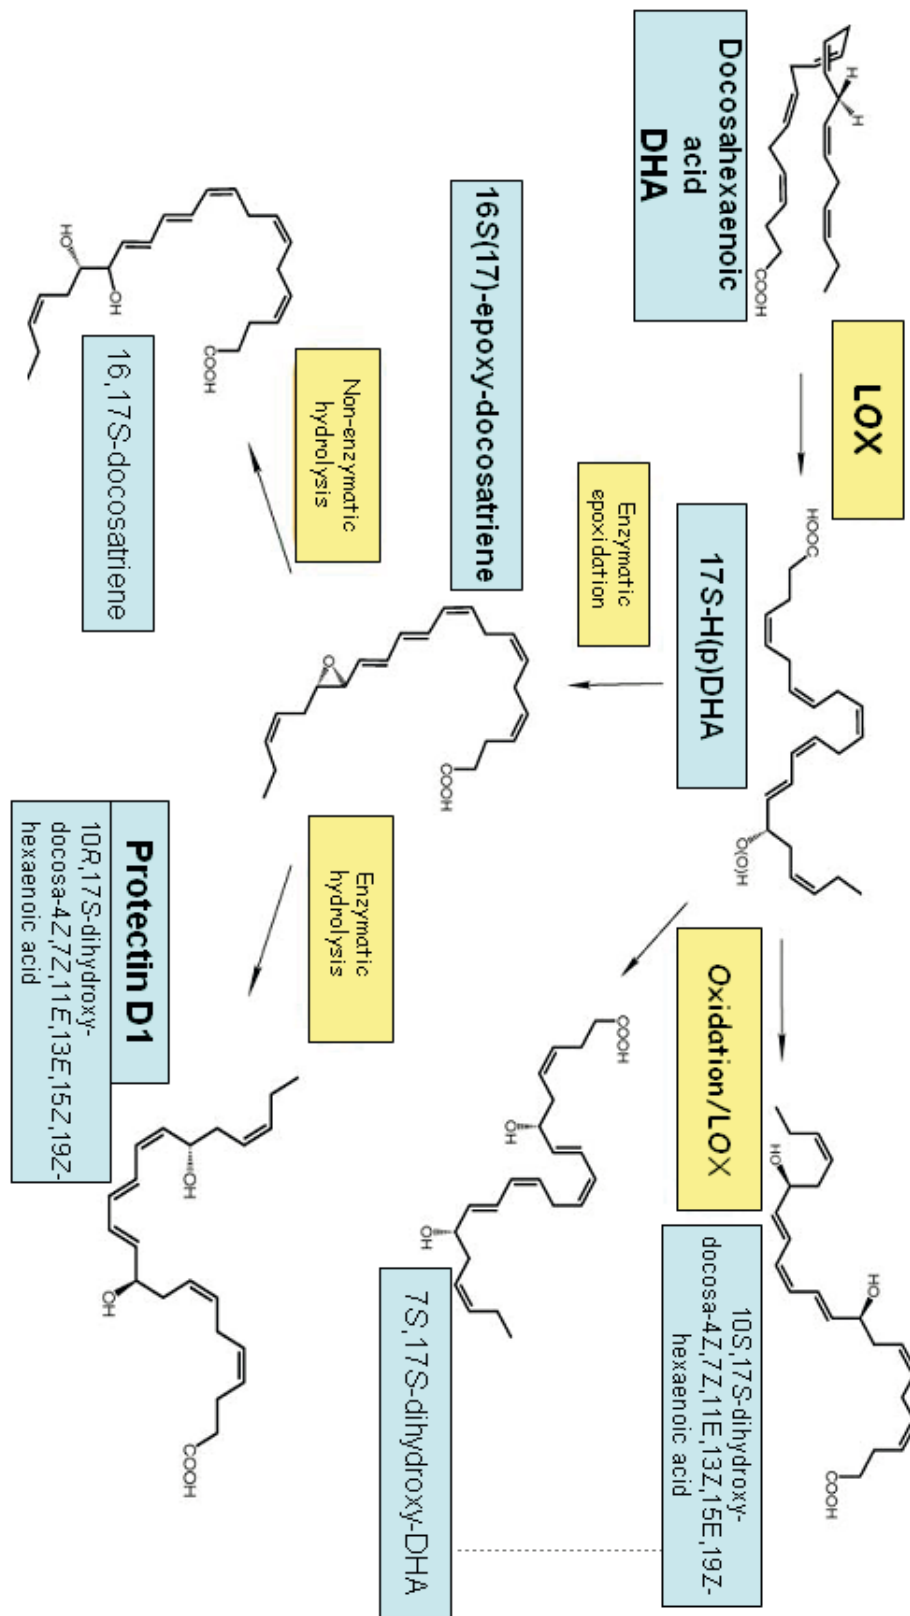 Docosahexaenoic
acid
DHA
H
H
COOH
LOX
HOOC
17S-H(p)DHA
O(O)H
Enzymatic
epoxidation
16S(17)-epoxy-docosatriene
O
COOH
Oxidation/LOX
HO
HO
COOH
10S,17S-dihydroxy-
docosa-4Z,7Z,11E,13Z,15E,19Z-
hexaenoic acid
COOH
OH
OH
7S,17S-dihydroxy-DHA
Non-enzymatic
hydrolysis
HO
OH
COOH
16,17S-docosatriene
Enzymatic
hydrolysis
Protectin D1
10R,17S-dihydroxy-
docosa-4Z,7Z,11E,13E,15Z,19Z-
hexaenoic acid
OH
OH
COOH